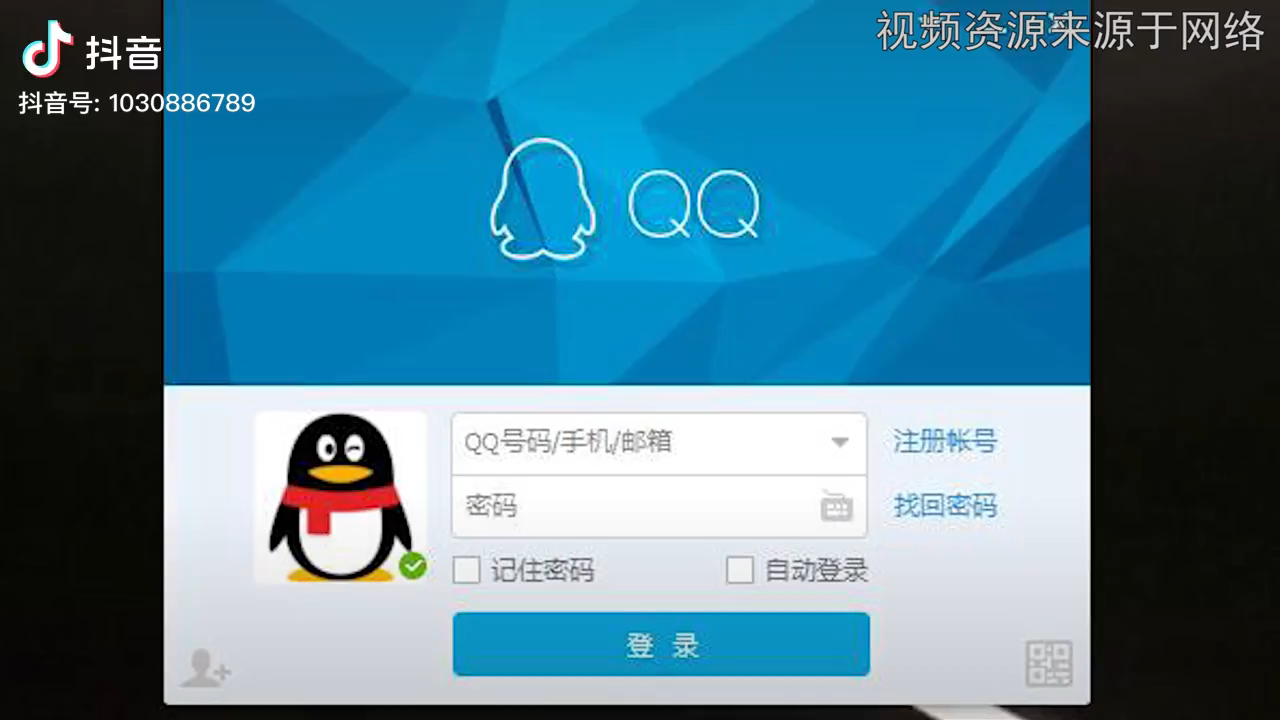 视频资源来源于网络
抖音
抖音号: 1030886789
QQ
QQ号码/手机/邮箱
注册帐号
密码
找回密码
记住密码
自动登录
登 录